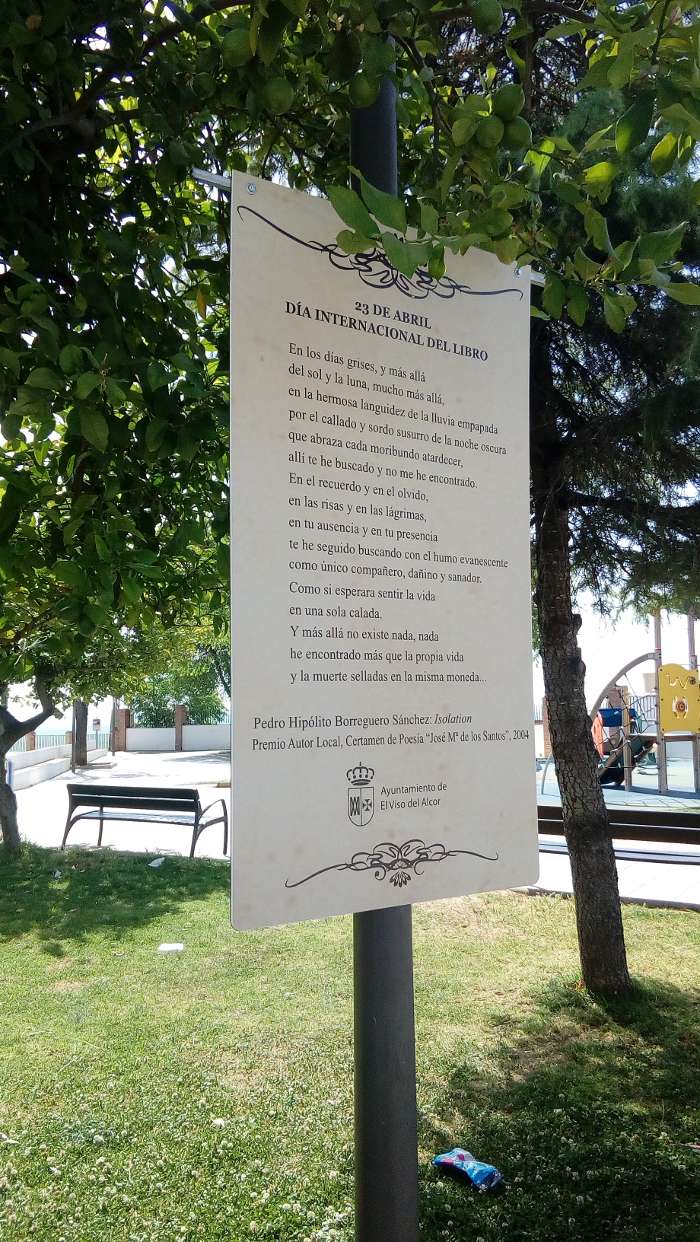 23 DE ABRIL
DÍA INTERNACIONAL DEL LIBRO
En los días grises, y más allá
del sol y la luna, mucho más allá,
en la hermosa languidez de la lluvia empapada
por el callado y sordo susurro de la noche oscura
que abraza cada moribundo atardecer,
allí te he buscado y no me he encontrado.
En el recuerdo y en el olvido,
en las risas y en las lágrimas,
en tu ausencia y en tu presencia
te he seguido buscando con el humo evanescente
como único compañero, dañino y sanador.
Como si esperara sentir la vida
en una sola calada.
Y más allá no existe nada, nada
he encontrado más que la propia vida
y la muerte selladas en la misma moneda...
Pedro Hipólito Borreguero Sánchez: Isolation
Premio Autor Local, Certamen de Poesía “José Mª de los Santos”, 2004
Ayuntamiento de
El Viso del Alcor